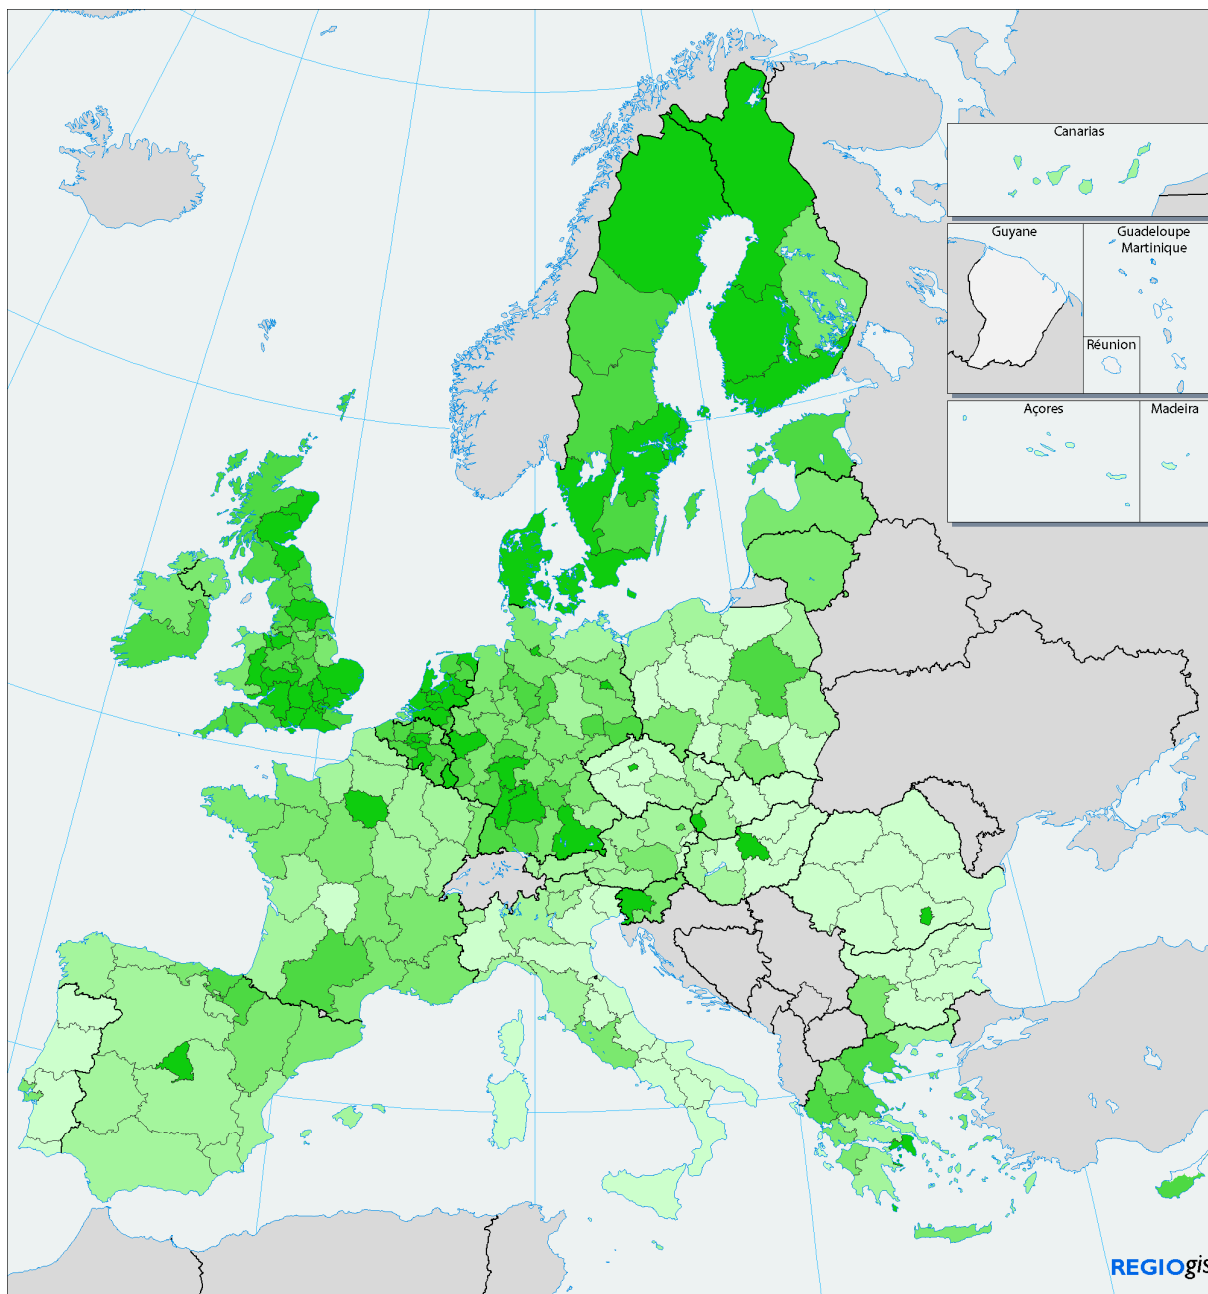 Canarias
Guyane
Guadeloupe
Martinique
Réunion
Açores
Madeira
REGIOgis